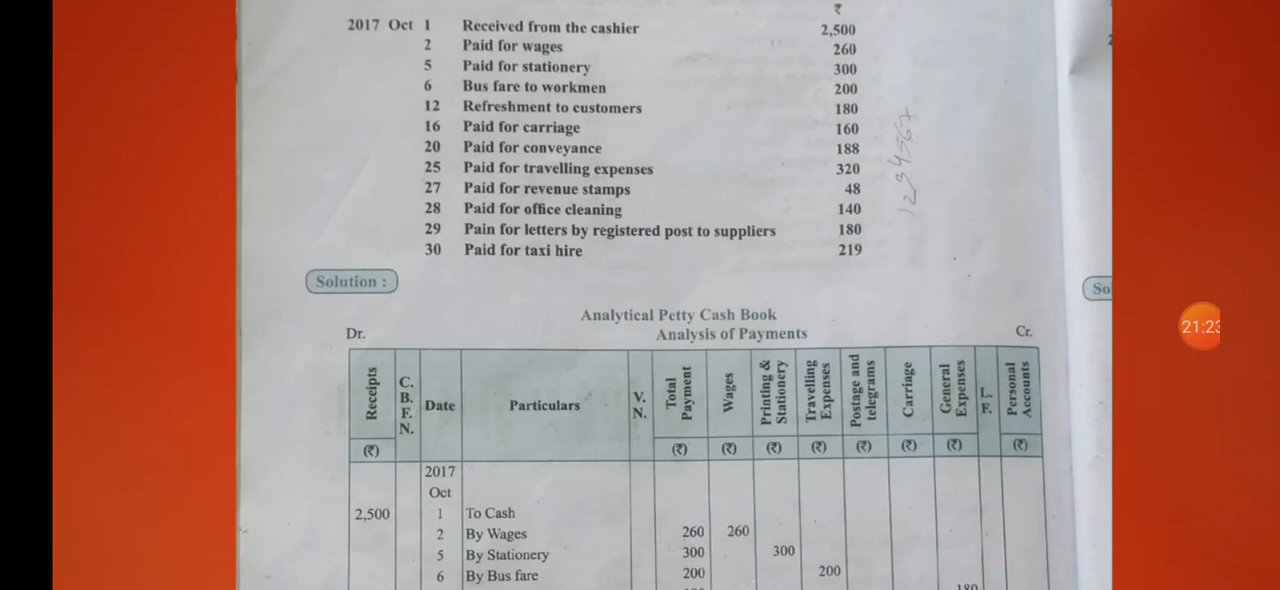 ₹
2017 Oct 1 Received from the cashier 2,500
2 Paid for wages 260
5 Paid for stationery 300
6 Bus fare to workmen 200
12 Refreshment to customers 180
16 Paid for carriage 160
20 Paid for conveyance 188
25 Paid for travelling expenses 320
27 Paid for revenue stamps 48
28 Paid for office cleaning 140
29 Pain for letters by registered post to suppliers 180
30 Paid for taxi hire 219
1234567
Solution :
So
Analytical Petty Cash Book
Dr. Analysis of Payments Cr.
Receipts C. B. F. N. Date Particulars V. N. Total Payment Wages Printing & Stationery Travelling Expenses Postage and telegrams Carriage General Expenses L. F. Personal Accounts
(₹) (₹) (₹) (₹) (₹) (₹) (₹) (₹) (₹)
2017
Oct
2,500 1 To Cash
2 By Wages 260 260
5 By Stationery 300 300
6 By Bus fare 200 200
180
21:23